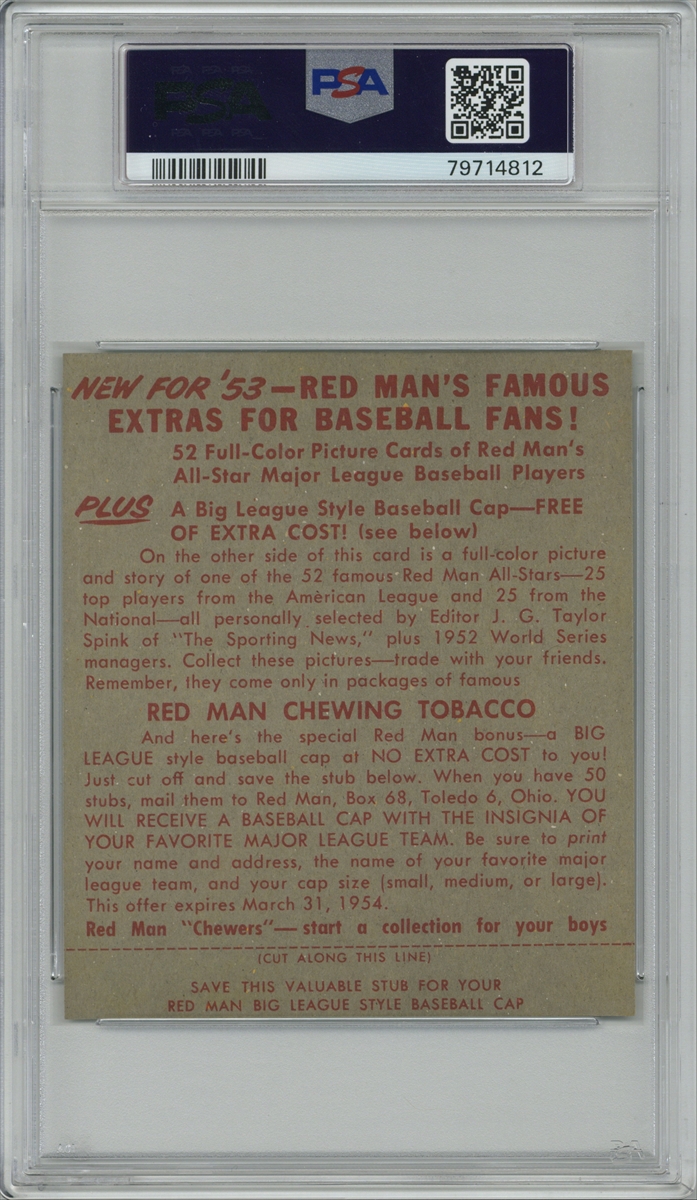 PSA
PSA PSA PSA
PSA
PSA PSA PSA
79714812
NEW FOR '53—RED MAN'S FAMOUS
EXTRAS FOR BASEBALL FANS!
52 Full-Color Picture Cards of Red Man's
All-Star Major League Baseball Players
PLUS A Big League Style Baseball Cap—FREE
OF EXTRA COST! (see below)
On the other side of this card is a full-color picture
and story of one of the 52 famous Red Man All-Stars—25
top players from the American League and 25 from the
National—all personally selected by Editor J. G. Taylor
Spink of "The Sporting News," plus 1952 World Series
managers. Collect these pictures—trade with your friends.
Remember, they come only in packages of famous
RED MAN CHEWING TOBACCO
And here's the special Red Man bonus—a BIG
LEAGUE style baseball cap at NO EXTRA COST to you!
Just cut off and save the stub below. When you have 50
stubs, mail them to Red Man, Box 68, Toledo 6, Ohio. YOU
WILL RECEIVE A BASEBALL CAP WITH THE INSIGNIA OF
YOUR FAVORITE MAJOR LEAGUE TEAM. Be sure to print
your name and address, the name of your favorite major
league team, and your cap size (small, medium, or large).
This offer expires March 31, 1954.
Red Man "Chewers"—start a collection for your boys
(CUT ALONG THIS LINE)
SAVE THIS VALUABLE STUB FOR YOUR
RED MAN BIG LEAGUE STYLE BASEBALL CAP